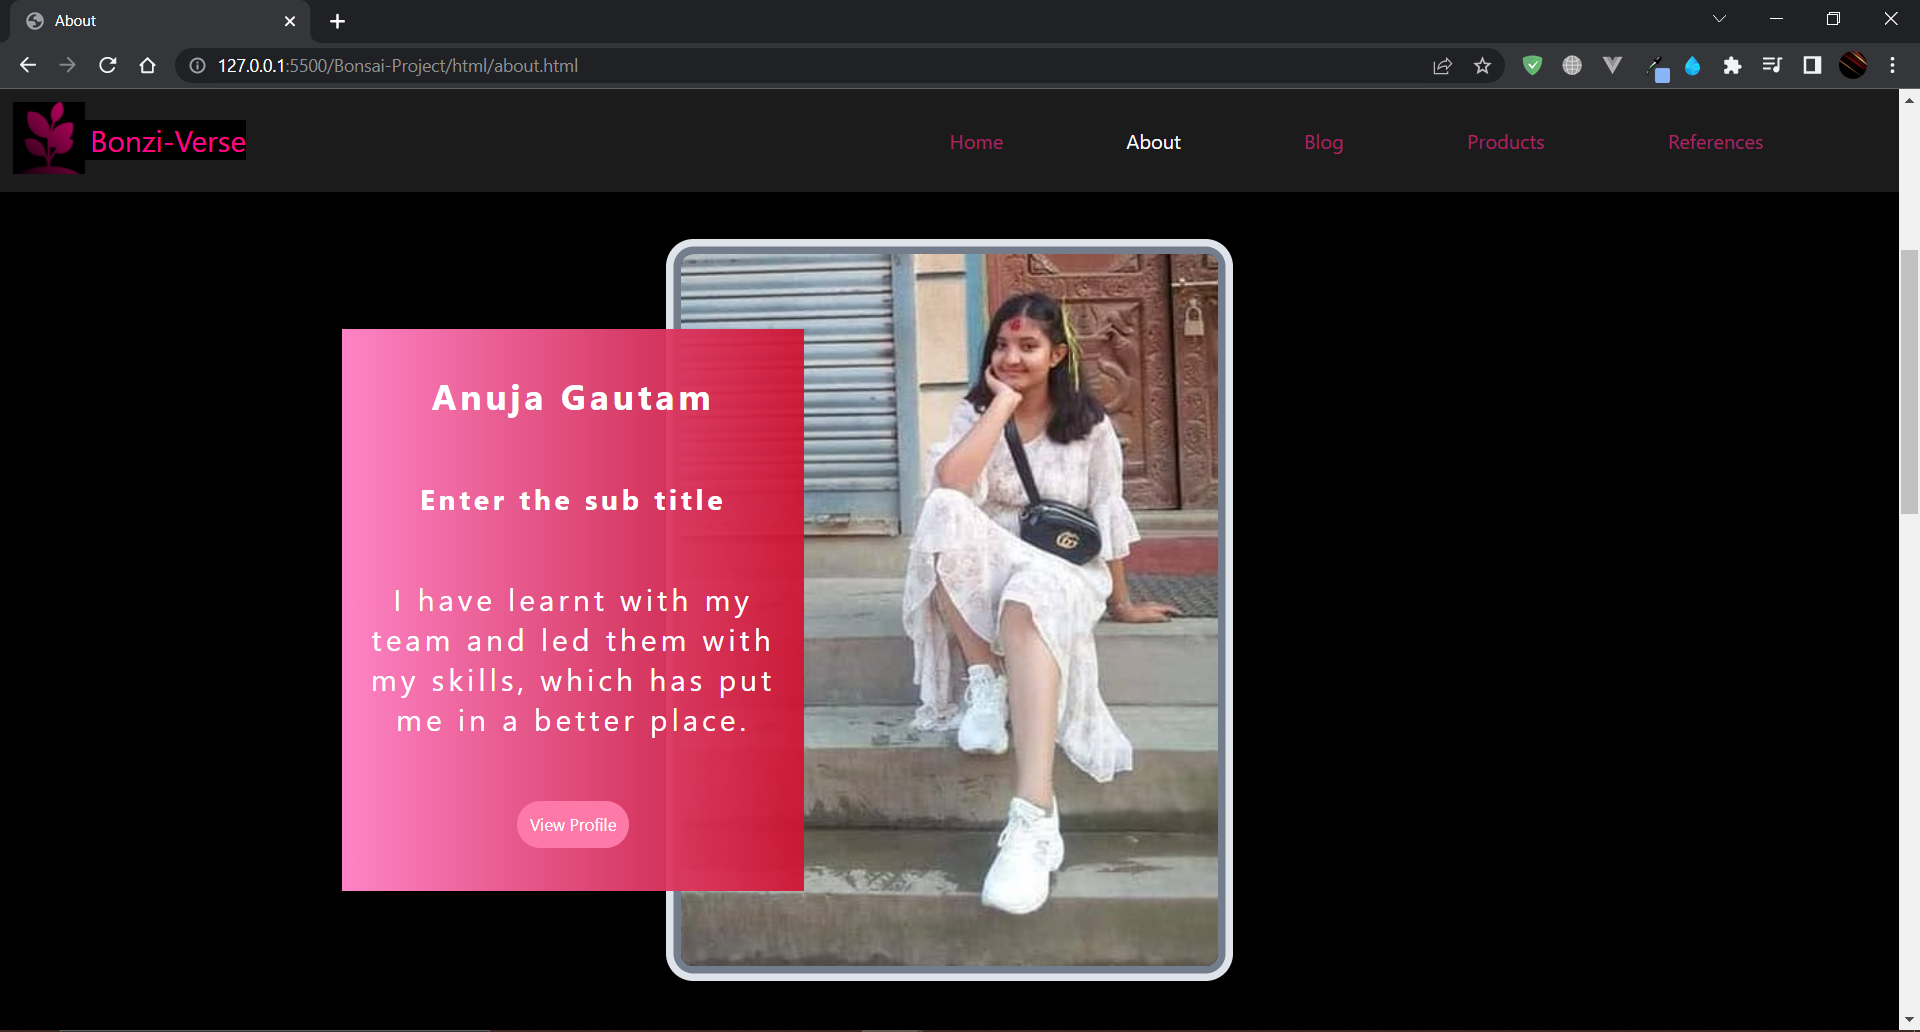 About
127.0.0.1:5500/Bonsai-Project/html/about.html
Bonzi-Verse
Home
About
Blog
Products
References
Anuja Gautam
Enter the sub title
I have learnt with my
team and led them with
my skills, which has put
me in a better place.
View Profile